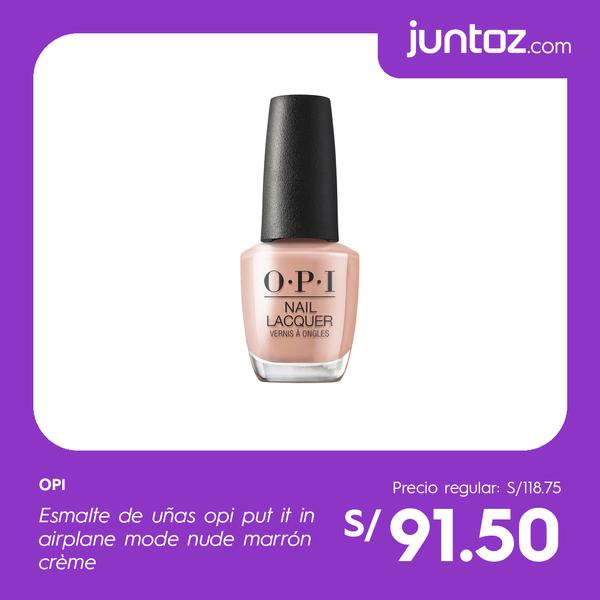 juntoz.com
O·P·I
NAIL
LACQUER
VERNIS À ONGLES
OPI
Esmalte de uñas opi put it in
airplane mode nude marrón
crème
Precio regular: S/118.75
S/91.50